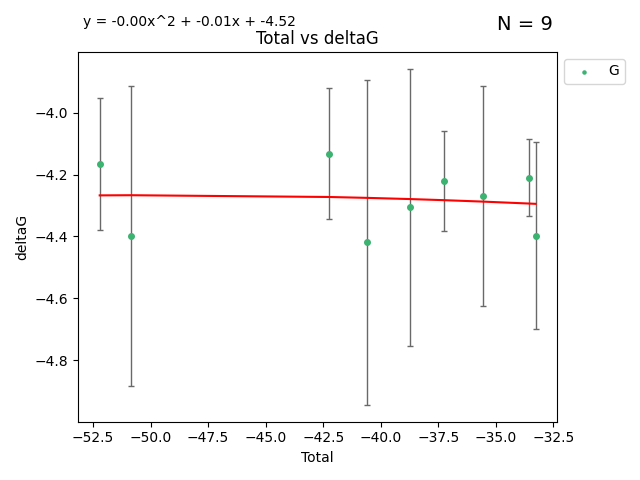 y = -0.00x^2 + -0.01x + -4.52
N = 9
Total vs deltaG
G
−4.0
−4.2
−4.4
−4.6
−4.8
deltaG
−52.5 −50.0 −47.5 −45.0 −42.5 −40.0 −37.5 −35.0 −32.5
Total